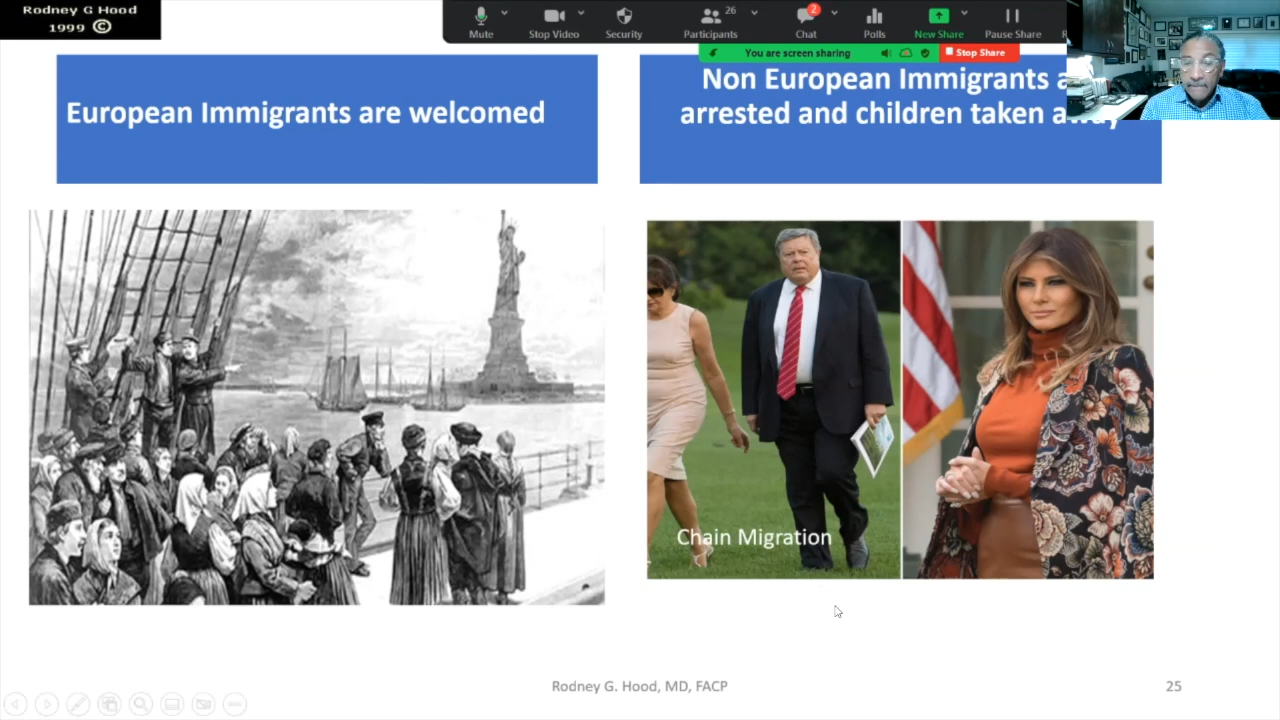 Rodney G Hood
1999 ©
Mute
Stop Video
Security
26
Participants
2
Chat
Polls
New Share
Pause Share
You are screen sharing
Stop Share
European Immigrants are welcomed
Non European Immigrants
arrested and children taken away
Chain Migration
Rodney G. Hood, MD, FACP
25